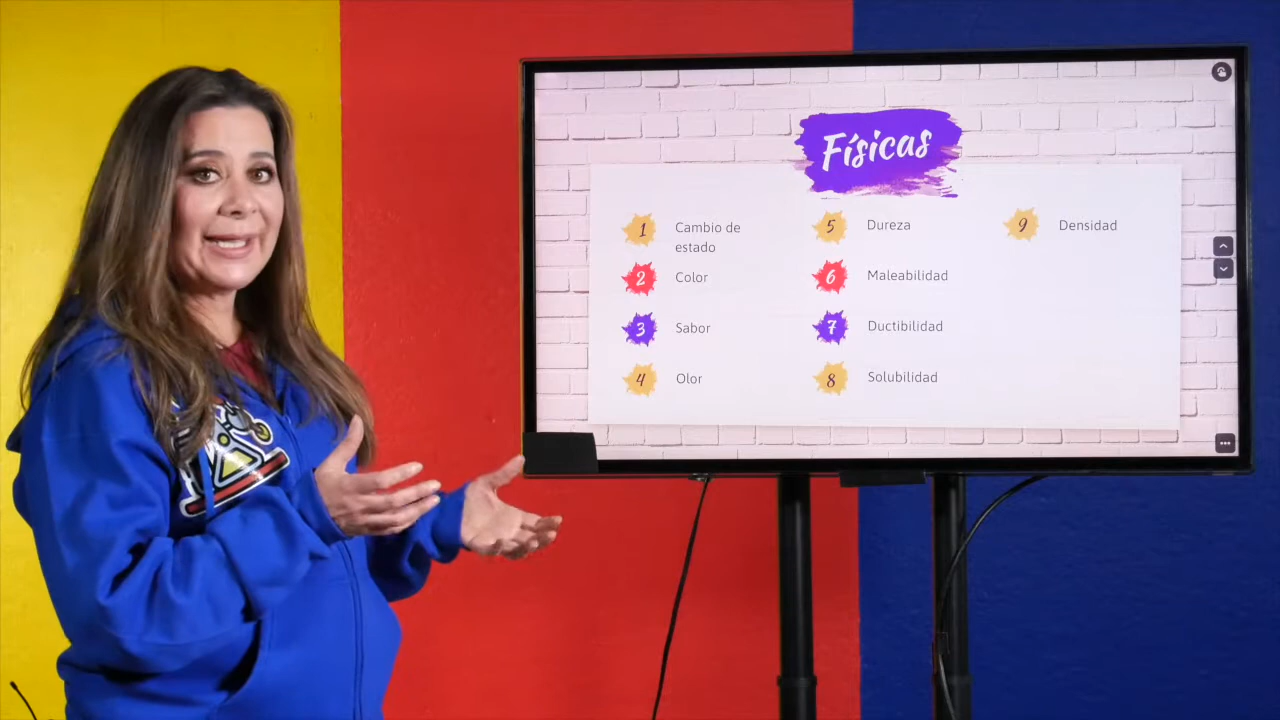 Físicas
1 Cambio de
estado
2 Color
3 Sabor
4 Olor
5 Dureza
6 Maleabilidad
7 Ductibilidad
8 Solubilidad
9 Densidad